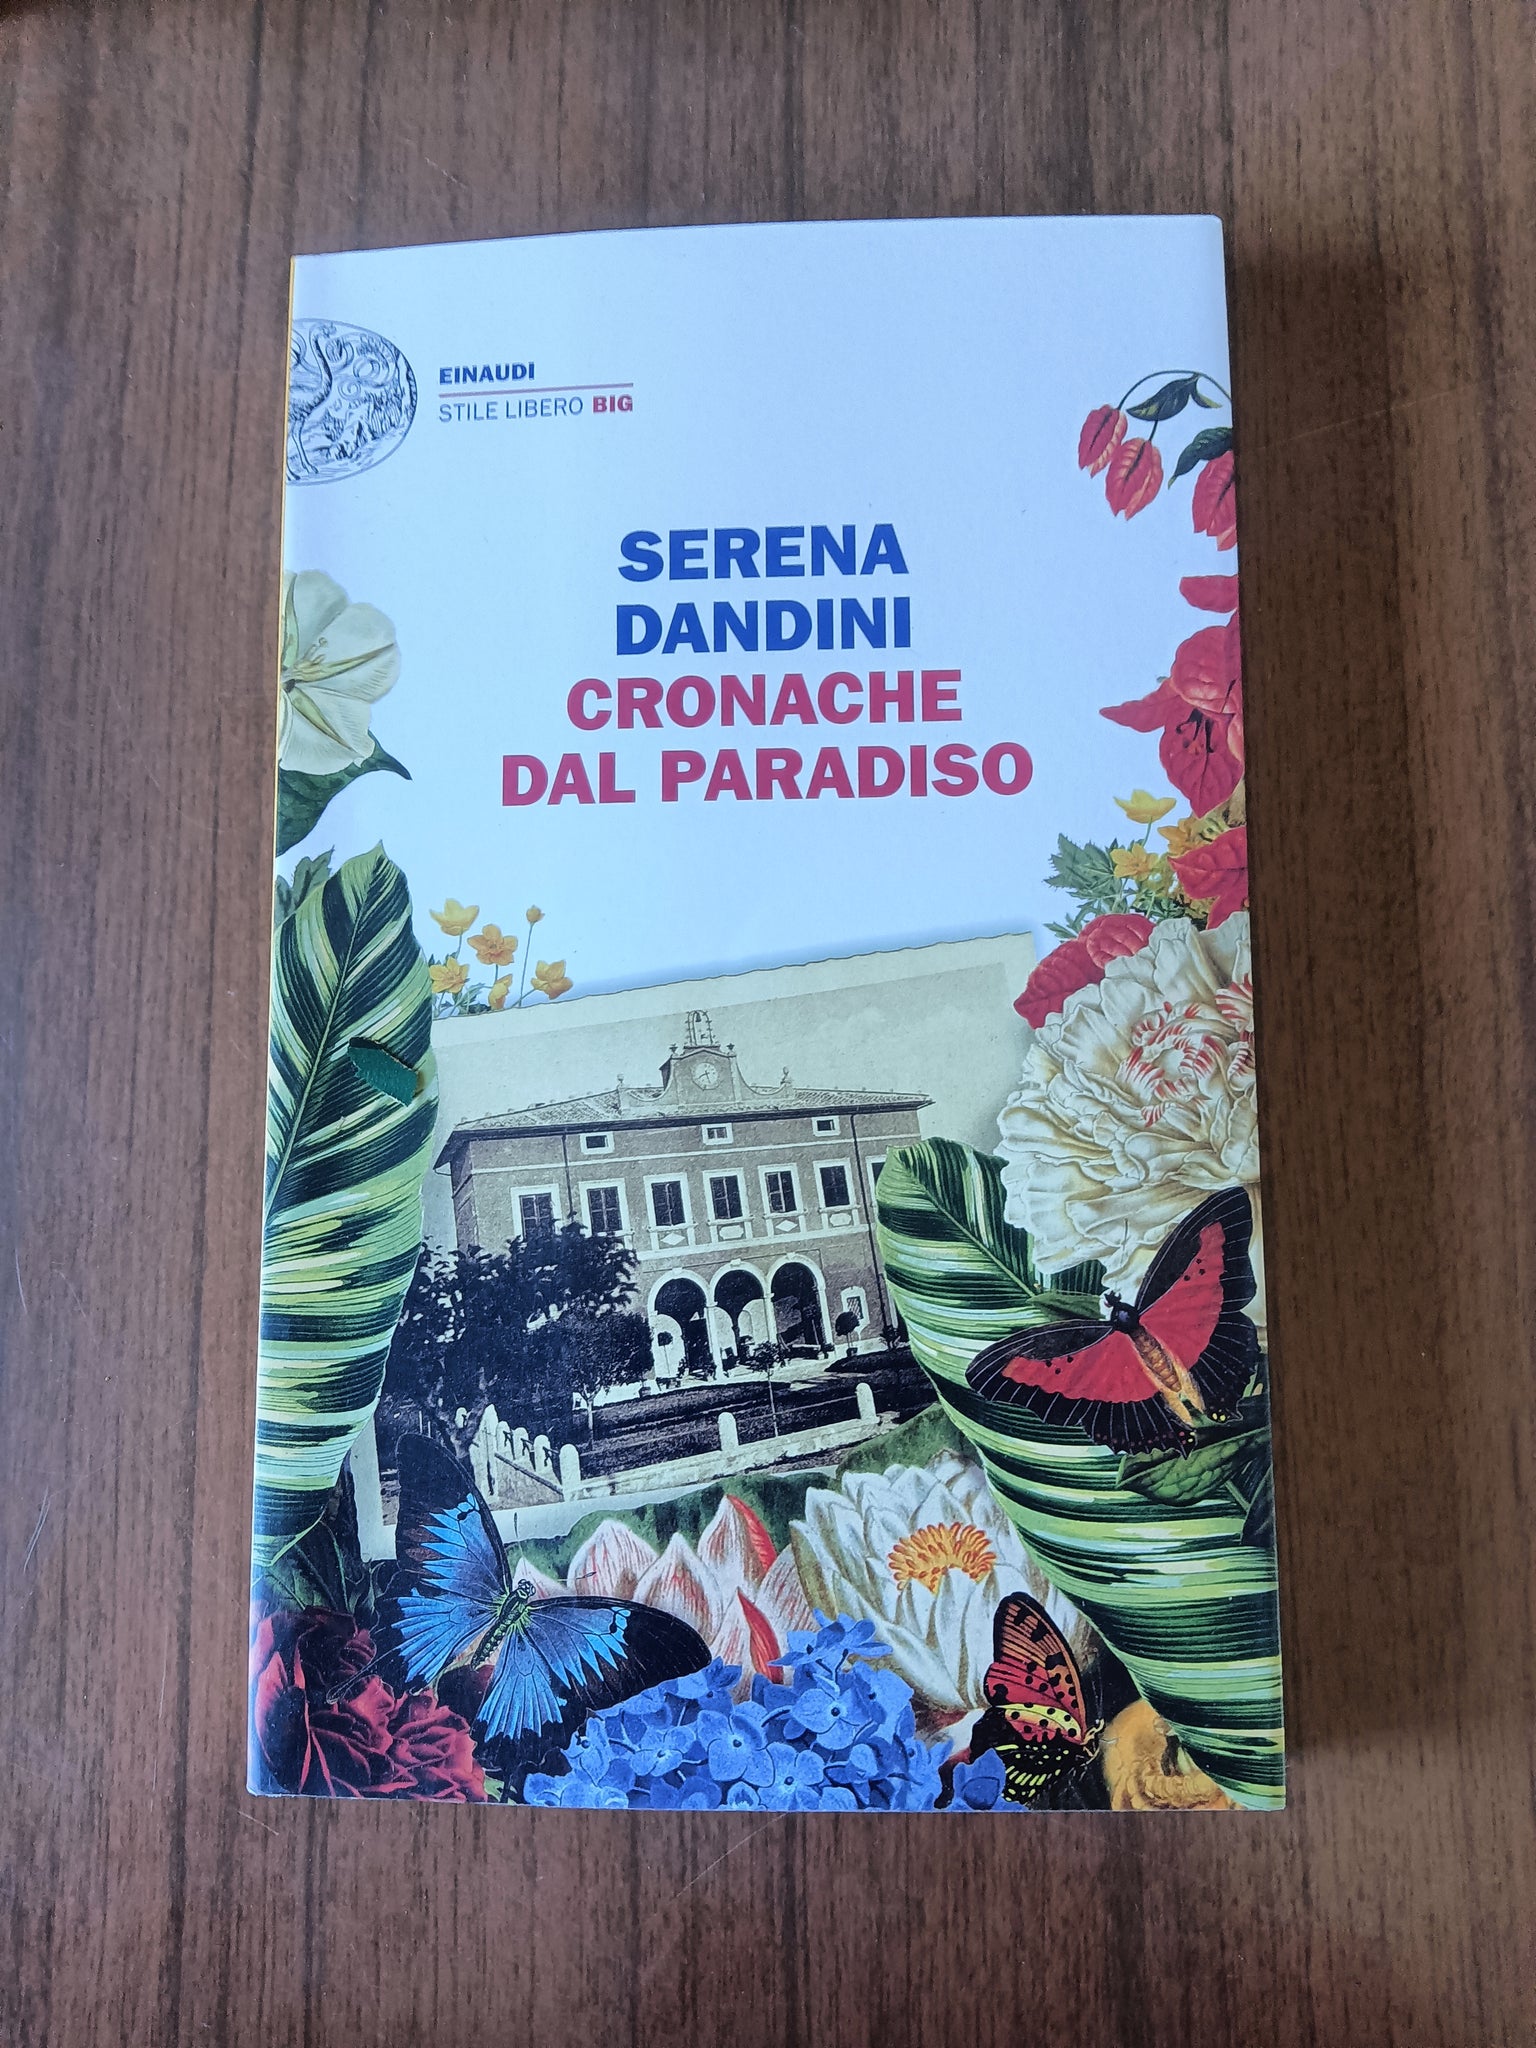 EINAUDI
STILE LIBERO BIG
SERENA
DANDINI
CRONACHE
DAL PARADISO